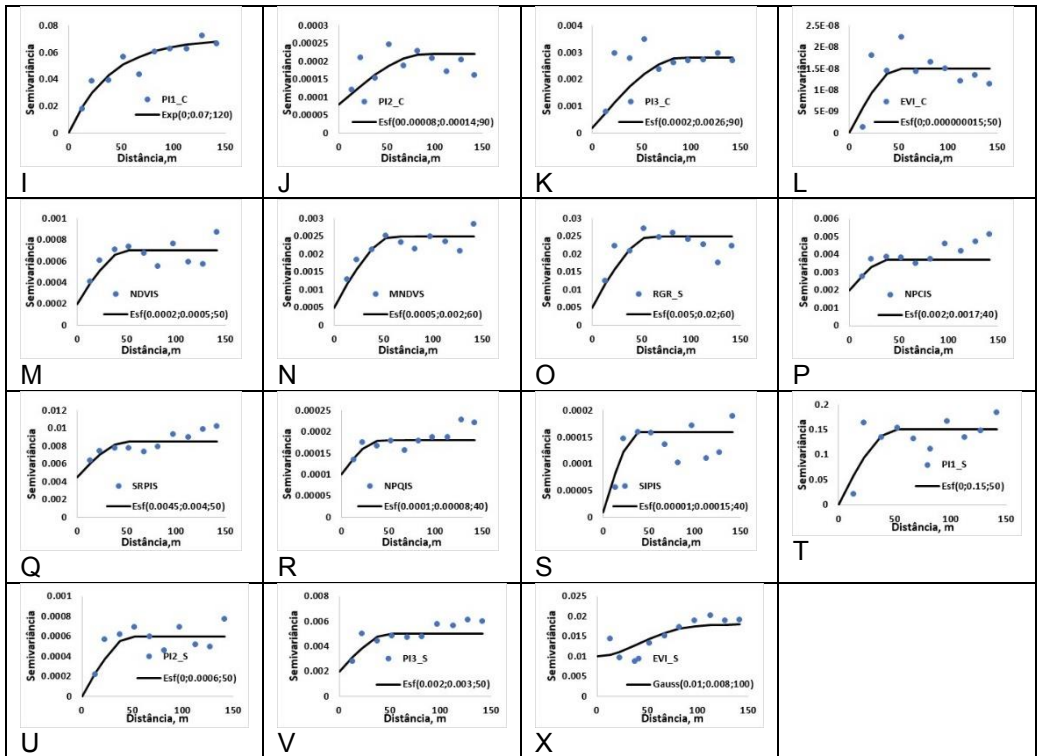 0.08
0.06
0.04
0.02
0
Semivariância
PI1_C
Exp(0;0.07;120)
0 50 100 150
Distância,m
I
0.0003
0.00025
0.0002
0.00015
0.0001
0.00005
0
Semivariância
PI2_C
Esf(00.00008;0.00014;90)
0 50 100 150
Distância,m
J
0.004
0.003
0.002
0.001
0
Semivariância
PI3_C
Esf(0.0002;0.0026;90)
0 50 100 150
Distância,m
K
2.5E-08
2E-08
1.5E-08
1E-08
5E-09
0
Semivariância
EVI_C
Esf(0;0.000000015;50)
0 50 100 150
Distância,m
L
0.001
0.0008
0.0006
0.0004
0.0002
0
Semivariância
NDVIS
Esf(0.0002;0.0005;50)
0 50 100 150
Distância,m
M
0.003
0.0025
0.002
0.0015
0.001
0.0005
0
Semivariância
MNDVS
Esf(0.0005;0.002;60)
0 50 100 150
Distância,m
N
0.03
0.025
0.02
0.015
0.01
0.005
0
Semivariância
RGR_S
Esf(0.005;0.02;60)
0 50 100 150
Distância,m
O
0.006
0.005
0.004
0.003
0.002
0.001
0
Semivariância
NPCIS
Esf(0.002;0.0017;40)
0 50 100 150
Distância,m
P
0.012
0.01
0.008
0.006
0.004
0.002
0
Semivariância
SRPIS
Esf(0.0045;0.004;50)
0 50 100 150
Distância,m
Q
0.00025
0.0002
0.00015
0.0001
0.00005
0
Semivariância
NPQIS
Esf(0.0001;0.00008;40)
0 50 100 150
Distância,m
R
0.0002
0.00015
0.0001
0.00005
0
Semivariância
SIPIS
Esf(0.00001;0.00015;40)
0 50 100 150
Distância,m
S
0.2
0.15
0.1
0.05
0
Semivariância
PI1_S
Esf(0;0.15;50)
0 50 100 150
Distância, m
T
0.001
0.0008
0.0006
0.0004
0.0002
0
Semivariância
PI2_S
Esf(0;0.0006;50)
0 50 100 150
Distância, m
U
0.008
0.006
0.004
0.002
0
Semivariância
PI3_S
Esf(0.002;0.003;50)
0 50 100 150
Distância, m
V
0.025
0.02
0.015
0.01
0.005
0
Semivariância
EVI_S
Gauss(0.01;0.008;100)
0 50 100 150
Distância, m
X